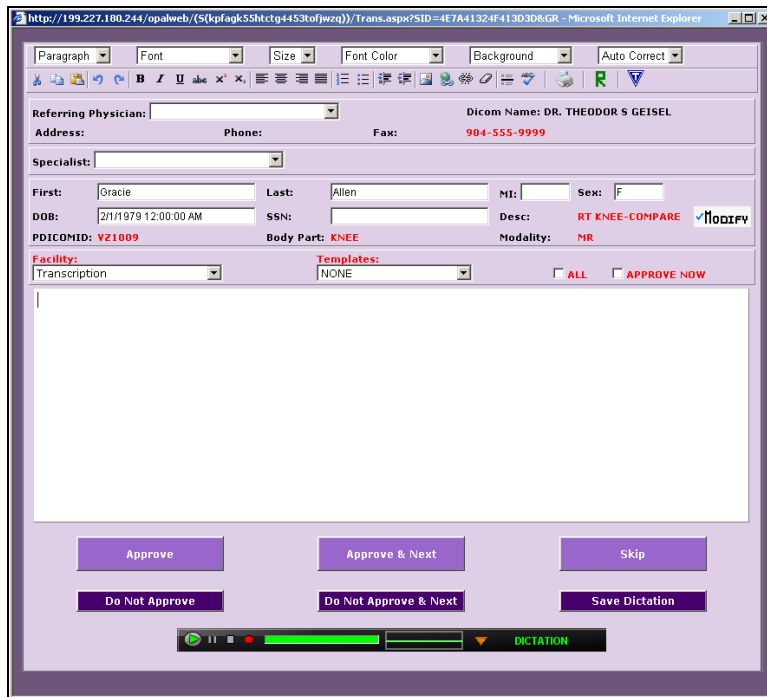 http://199.227.180.244/opalweb/(S(kpfagk55htctg4453tofjwzq))/Trans.aspx?SID=4E7A41324F413D3D&GR - Microsoft Internet Explorer
Paragraph Font Size Font Color Background Auto Correct
B I U abc x² x₂ ABC R T
Referring Physician: Dicom Name: DR. THEODOR S GEISEL
Address: Phone: Fax: 904-555-9999
Specialist:
First: Gracie Last: Allen MI: Sex: F
DOB: 2/1/1979 12:00:00 AM SSN: Desc: RT KNEE-COMPARE Modify
PDICOMID: VZ1009 Body Part: KNEE Modality: MR
Facility: Templates:
Transcription NONE ALL APPROVE NOW
Approve Approve & Next Skip
Do Not Approve Do Not Approve & Next Save Dictation
DICTATION